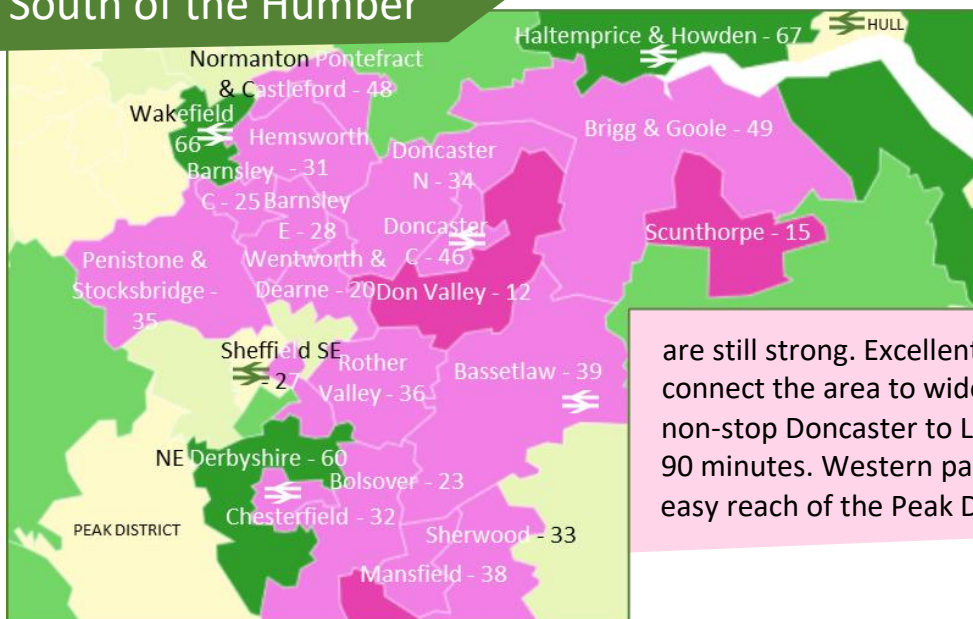 South of the Humber
Haltemprice & Howden - 67
HULL
Normanton Pontefract
& Castleford - 48
Wakefield
66
Hemsworth
- 31
Brigg & Goole - 49
Doncaster
N - 34
Barnsley
C - 25
Barnsley
E - 28
Doncaster
C - 46
Scunthorpe - 15
Penistone &
Stocksbridge -
35
Wentworth &
Dearne - 20
Don Valley - 12
Sheffield SE
- 27
Rother
Valley - 36
Bassetlaw - 39
are still strong. Excellent
connect the area to wid
non-stop Doncaster to L
90 minutes. Western pa
easy reach of the Peak D
NE Derbyshire - 60
Bolsover - 23
Chesterfield - 32
PEAK DISTRICT
Sherwood - 33
Mansfield - 38